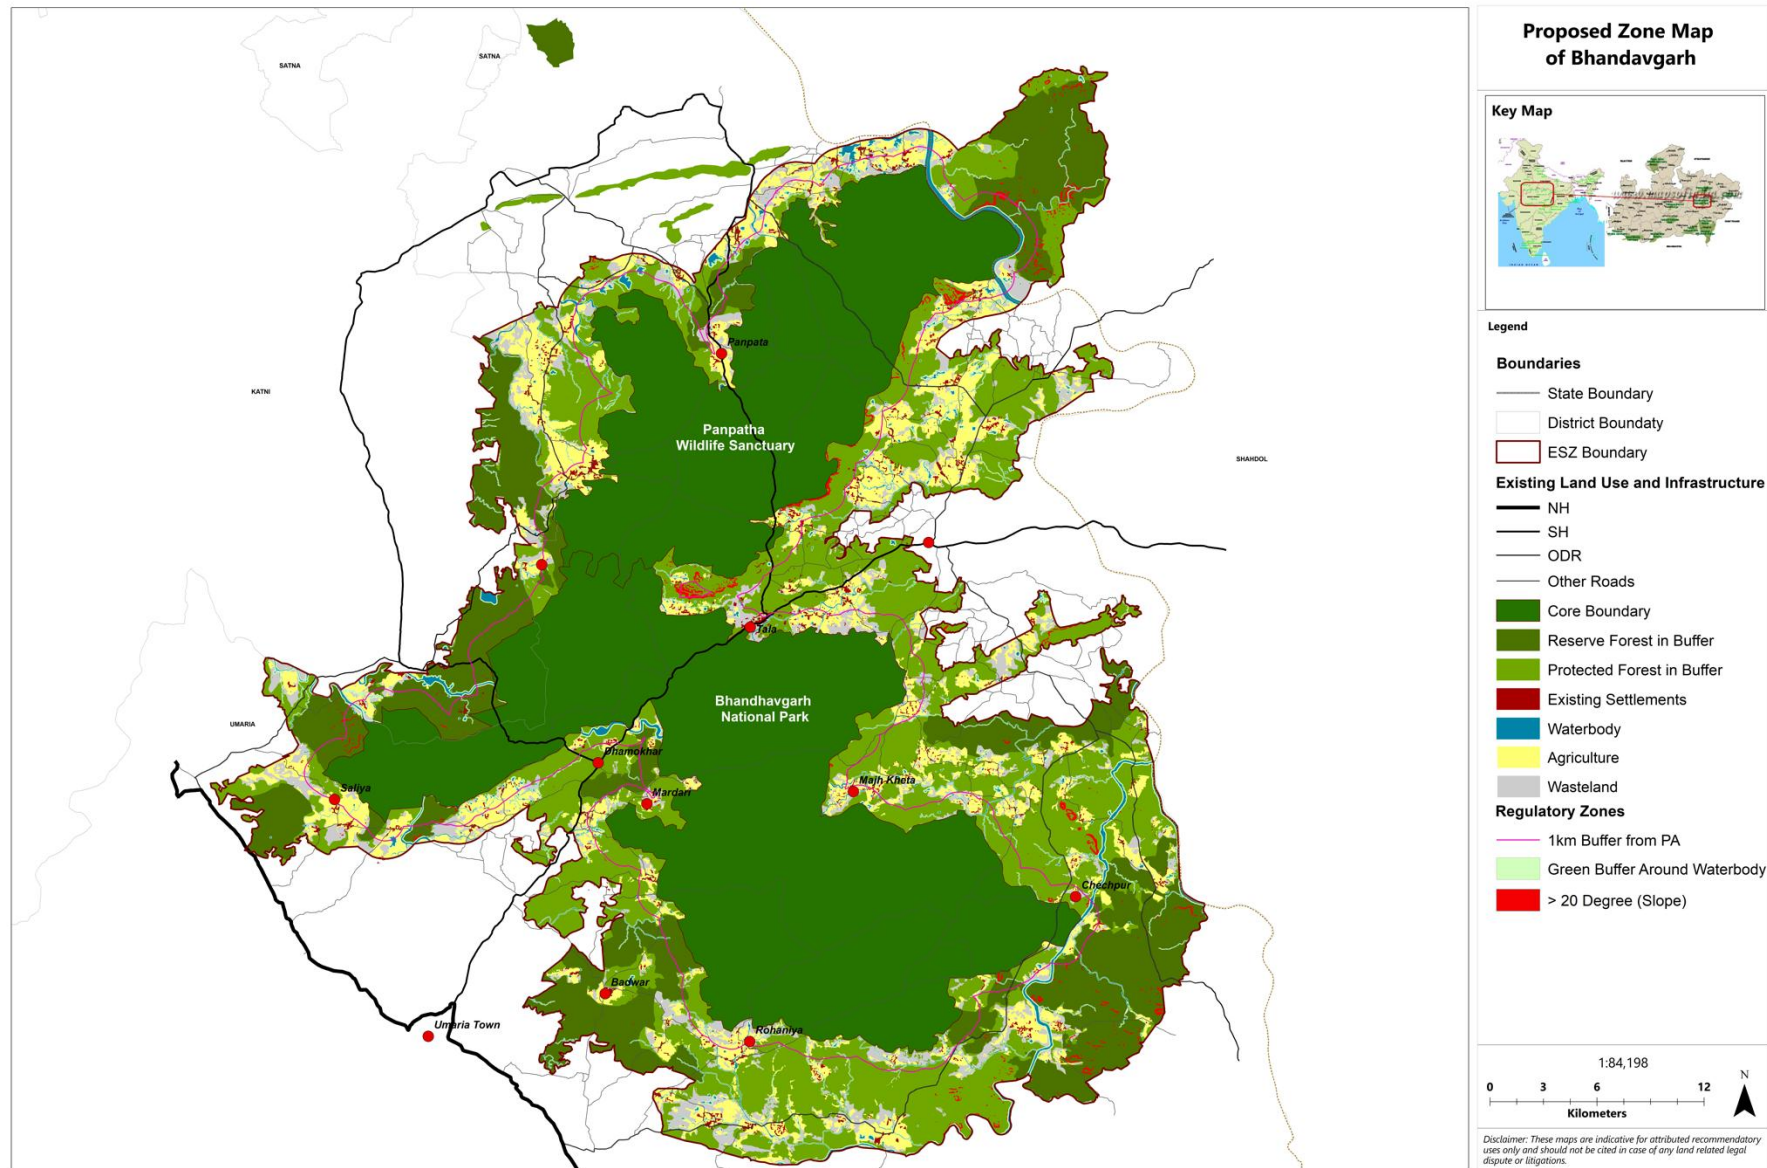 Proposed Zone Map
of Bhandavgarh
Key Map
Legend
Boundaries
State Boundary
District Boundaty
ESZ Boundary
Existing Land Use and Infrastructure
NH
SH
ODR
Other Roads
Core Boundary
Reserve Forest in Buffer
Protected Forest in Buffer
Existing Settlements
Waterbody
Agriculture
Wasteland
Regulatory Zones
1km Buffer from PA
Green Buffer Around Waterbody
> 20 Degree (Slope)
1:84,198
N
0 3 6 12
Kilometers
Disclaimer: These maps are indicative for attributed recommendatory
uses only and should not be cited in case of any land related legal
dispute or litigations.
SATNA
SATNA
KATNI
UMARIA
SHAHDOL
Panpata
Panpatha
Wildlife Sanctuary
Tala
Bhandhavgarh
National Park
Dhamokhar
Mardari
Majh Kheta
Saliya
Chechpur
Badwar
Rohaniya
Umaria Town